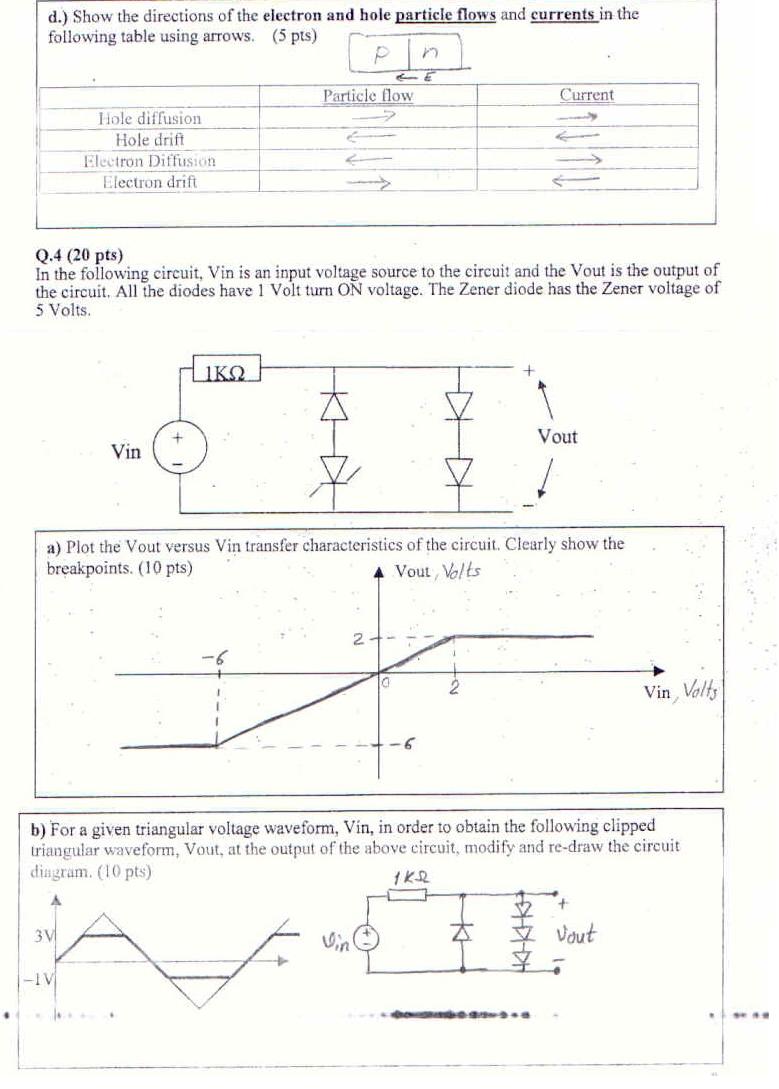 d.) Show the directions of the electron and hole particle flows and currents in the
following table using arrows. (5 pts)
p n
← E
Particle flow Current
Hole diffusion → →
Hole drift ← ←
Electron Diffusion ← →
Electron drift → ←
Q.4 (20 pts)
In the following circuit, Vin is an input voltage source to the circuit and the Vout is the output of
the circuit. All the diodes have 1 Volt turn ON voltage. The Zener diode has the Zener voltage of
5 Volts.
1KΩ
+
Vin
+
−
Vout
−
a) Plot the Vout versus Vin transfer characteristics of the circuit. Clearly show the
breakpoints. (10 pts)
Vout, Volts
2
-6
0
2
Vin, Volts
-6
b) For a given triangular voltage waveform, Vin, in order to obtain the following clipped
triangular waveform, Vout, at the output of the above circuit, modify and re-draw the circuit
diagram. (10 pts)
1KΩ
3V
Vin
+
−
+
Vout
−
-1V